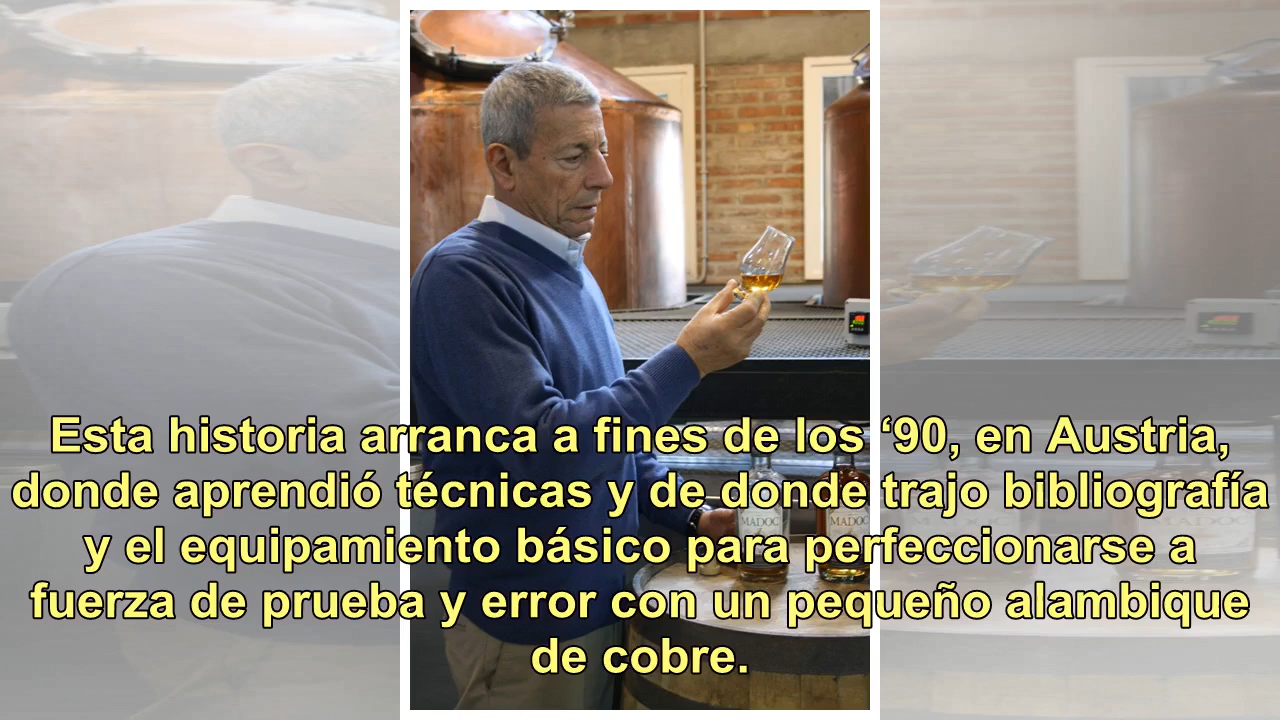 Esta historia arranca a fines de los ‘90, en Austria,
donde aprendió técnicas y de donde trajo bibliografía
y el equipamiento básico para perfeccionarse a
fuerza de prueba y error con un pequeño alambique
de cobre.
MADOC
MADOC